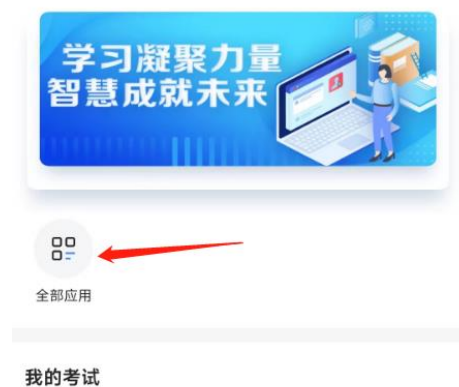 学习凝聚力量
智慧成就未来
全部应用
我的考试